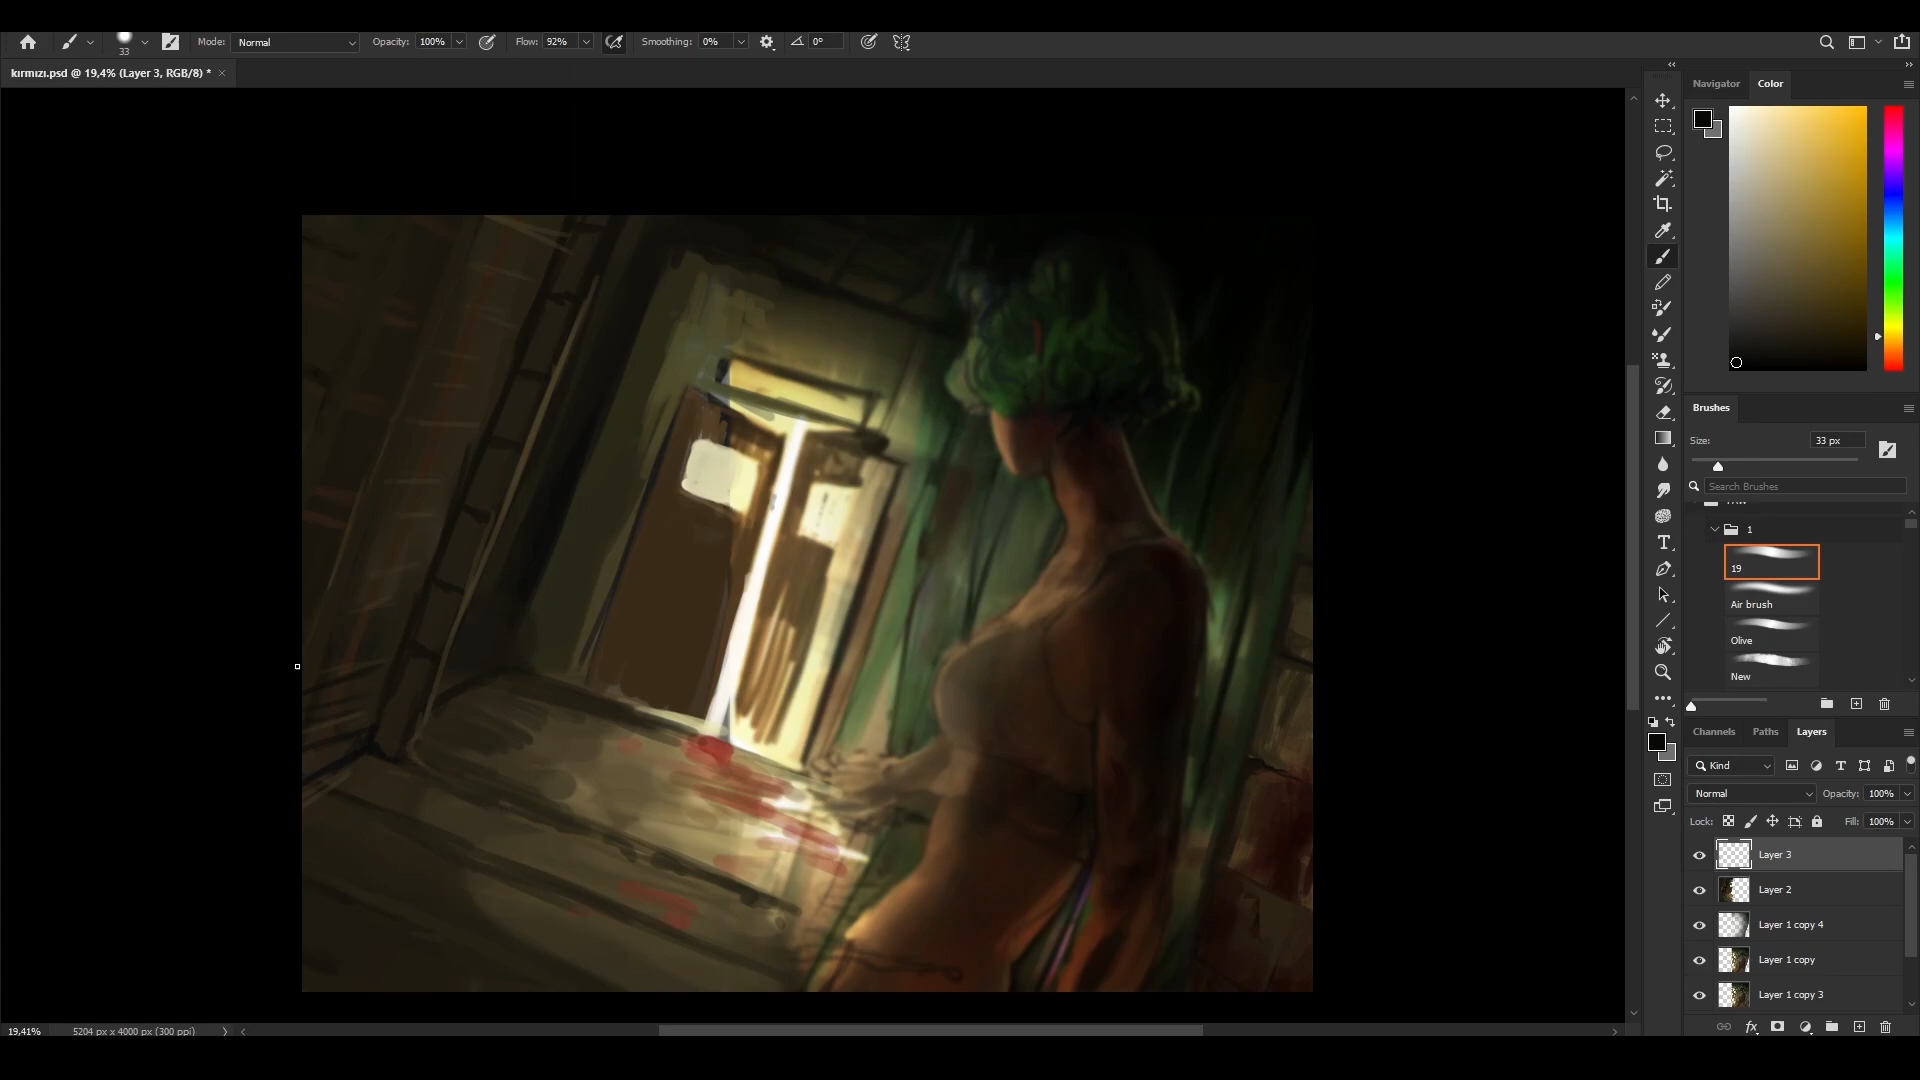 33
Mode:
Normal
Opacity:
100%
Flow:
92%
Smoothing:
0%
0°
kırmızı.psd @ 19,4% (Layer 3, RGB/8) *
Navigator
Color
Brushes
Size:
33 px
Search Brushes
1
19
Air brush
Olive
New
Channels
Paths
Layers
Kind
Normal
Opacity:
100%
Lock:
Fill:
100%
Layer 3
Layer 2
Layer 1 copy 4
Layer 1 copy
Layer 1 copy 3
19,41%
5204 px x 4000 px (300 ppi)